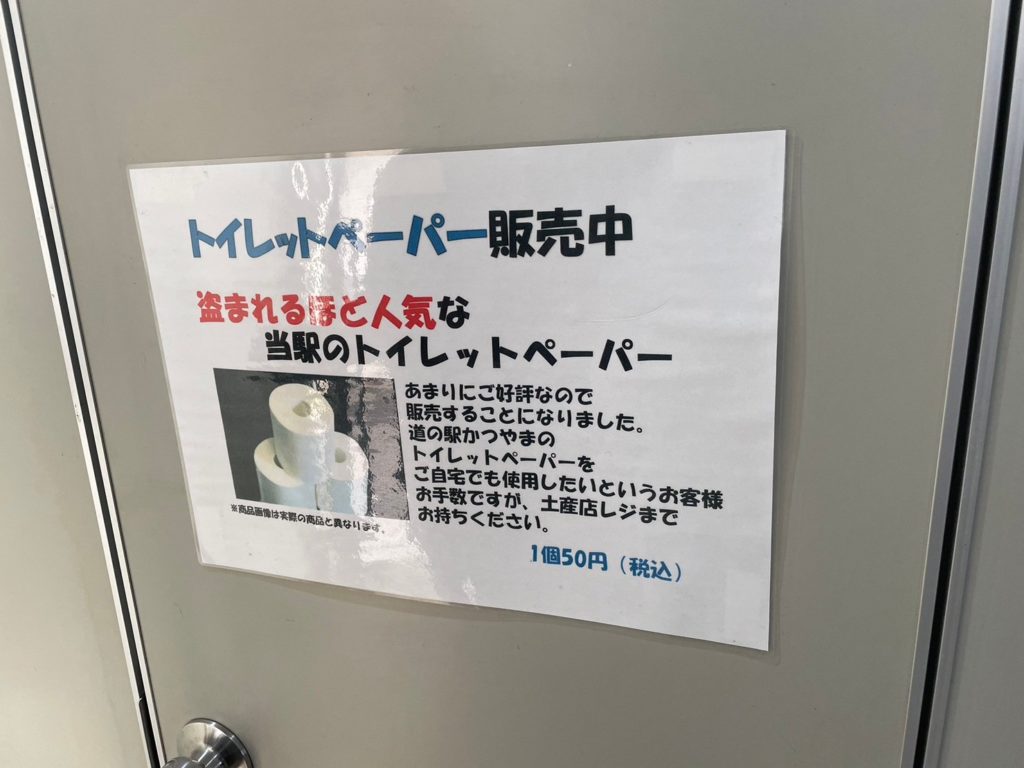 トイレットペーパー販売中
盗まれるほど人気な
当駅のトイレットペーパー
あまりにご好評なので
販売することになりました。
道の駅かつやまの
トイレットペーパーを
ご自宅でも使用したいというお客様
お手数ですが、土産店レジまで
お持ちください。
※商品画像は実際の商品と異なります。
1個50円（税込）